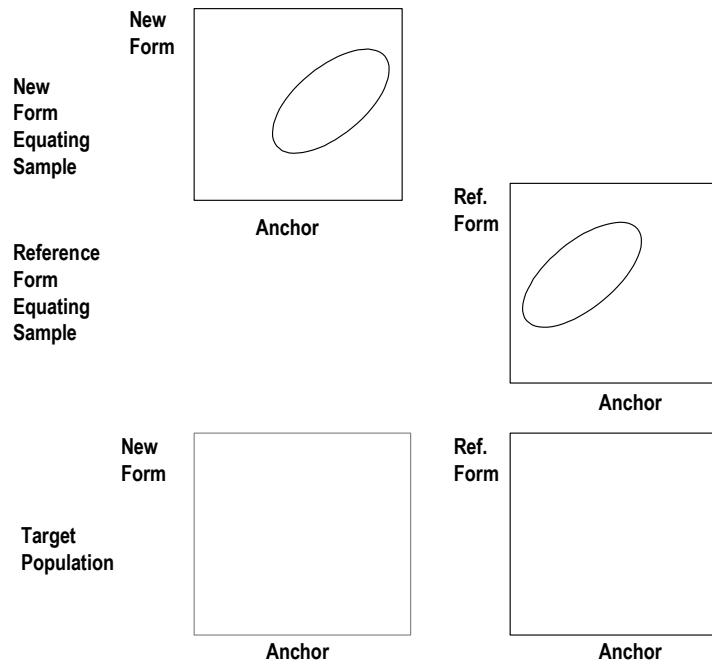 New
Form
New
Form
Equating
Sample
Anchor
Ref.
Form
Reference
Form
Equating
Sample
Anchor
New
Form
Ref.
Form
Target
Population
Anchor
Anchor